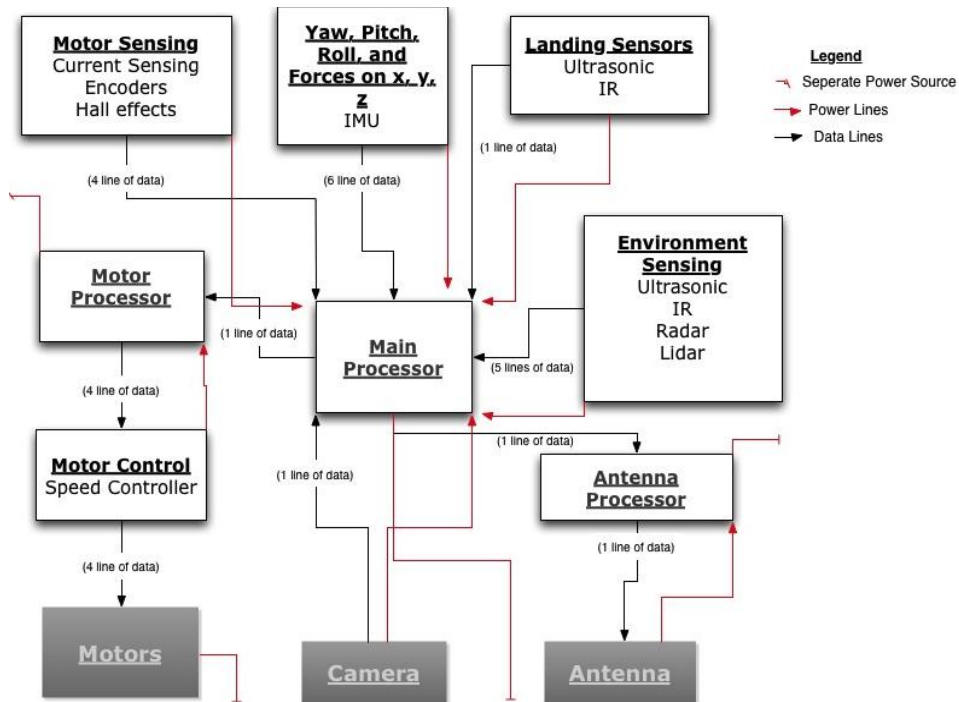 Motor Sensing
Current Sensing
Encoders
Hall effects
Yaw, Pitch,
Roll, and
Forces on x, y,
z
IMU
Landing Sensors
Ultrasonic
IR
Legend
Seperate Power Source
Power Lines
Data Lines
(4 line of data)
(6 line of data)
(1 line of data)
Motor
Processor
(1 line of data)
Main
Processor
Environment
Sensing
Ultrasonic
IR
Radar
Lidar
(5 lines of data)
(4 line of data)
Motor Control
Speed Controller
(1 line of data)
(1 line of data)
Antenna
Processor
(4 line of data)
(1 line of data)
Motors
Camera
Antenna